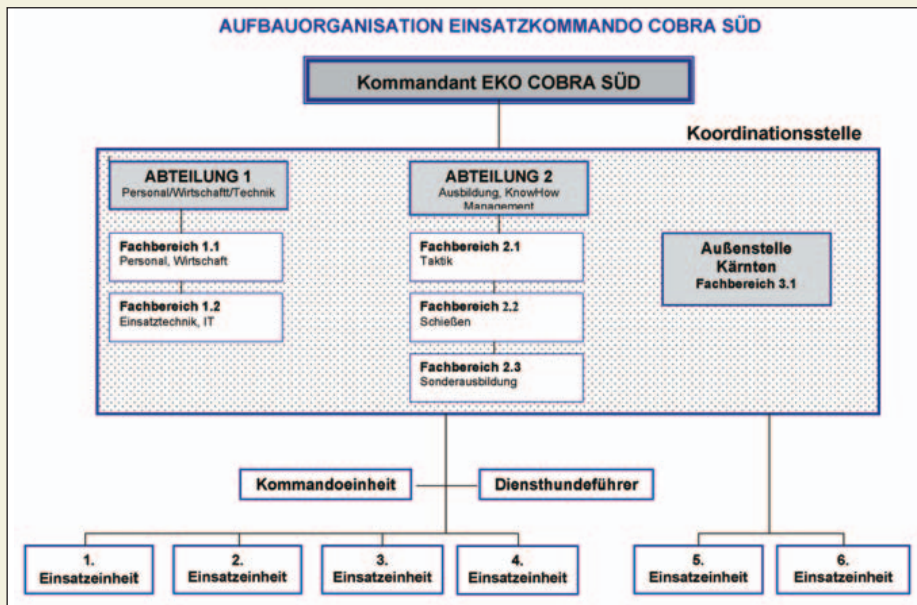 AUFBAUORGANISATION EINSATZKOMMANDO COBRA SÜD
Kommandant EKO COBRA SÜD
Koordinationsstelle
ABTEILUNG 1
Personal/Wirtschaftt/Technik
Fachbereich 1.1
Personal, Wirtschaft
Fachbereich 1.2
Einsatztechnik, IT
ABTEILUNG 2
Ausbildung, KnowHow
Management
Fachbereich 2.1
Taktik
Fachbereich 2.2
Schießen
Fachbereich 2.3
Sonderausbildung
Außenstelle
Kärnten
Fachbereich 3.1
Kommandoeinheit
Diensthundeführer
1.
Einsatzeinheit
2.
Einsatzeinheit
3.
Einsatzeinheit
4.
Einsatzeinheit
5.
Einsatzeinheit
6.
Einsatzeinheit